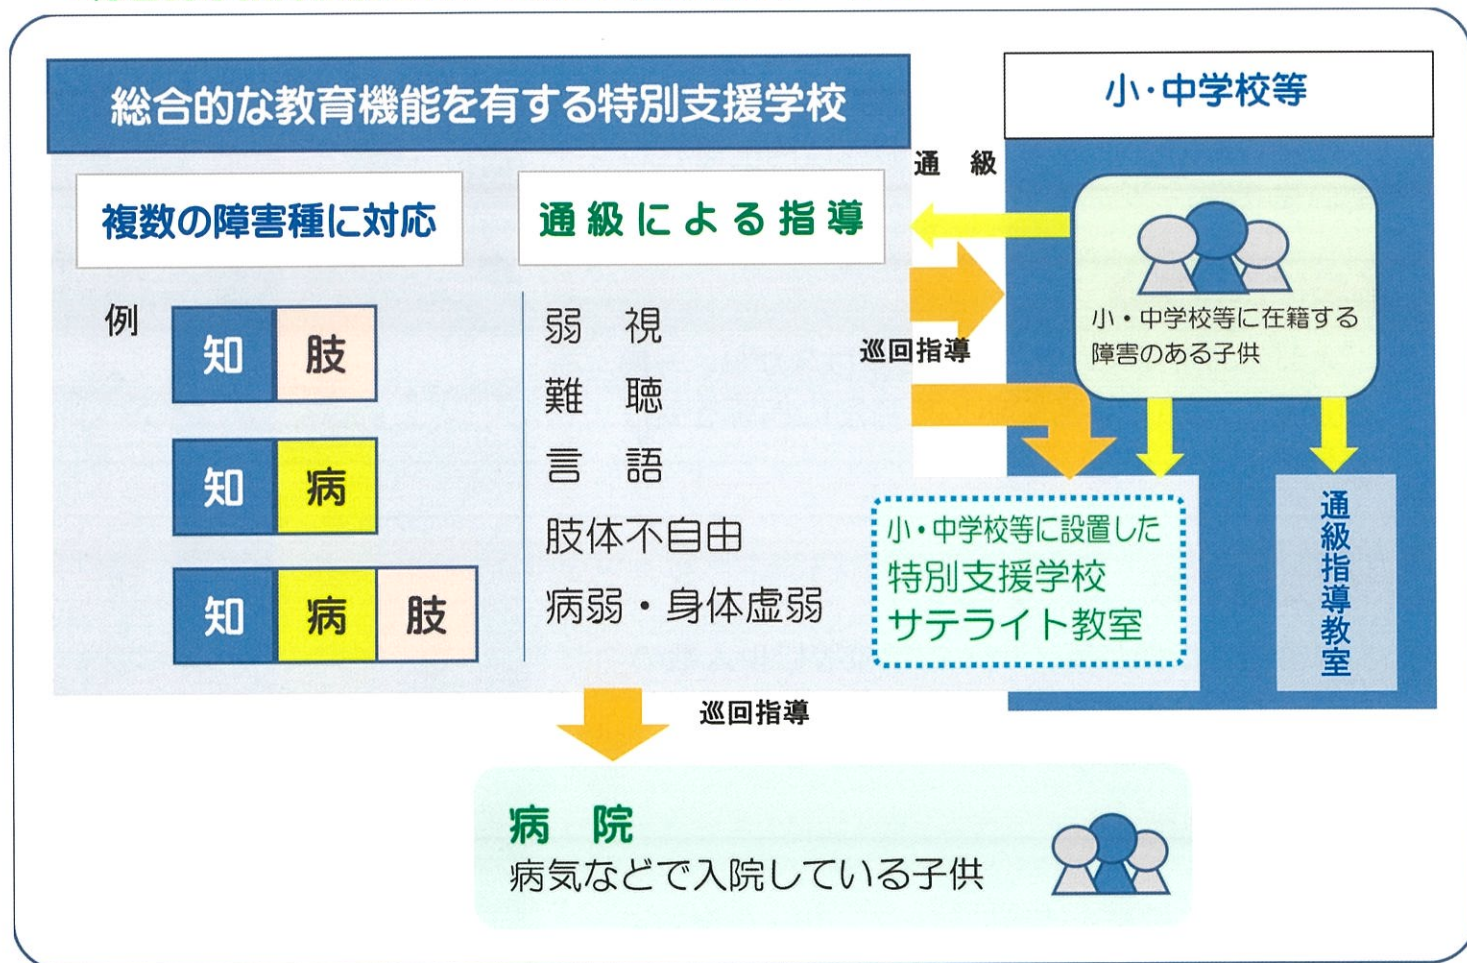 総合的な教育機能を有する特別支援学校
小・中学校等
複数の障害種に対応
通級による指導
通 級
例
知 肢
知 病
知 病 肢
弱 視
難 聴
言 語
肢体不自由
病弱・身体虚弱
巡回指導
小・中学校等に在籍する
障害のある子供
小・中学校等に設置した
特別支援学校
サテライト教室
通級指導教室
巡回指導
病 院
病気などで入院している子供